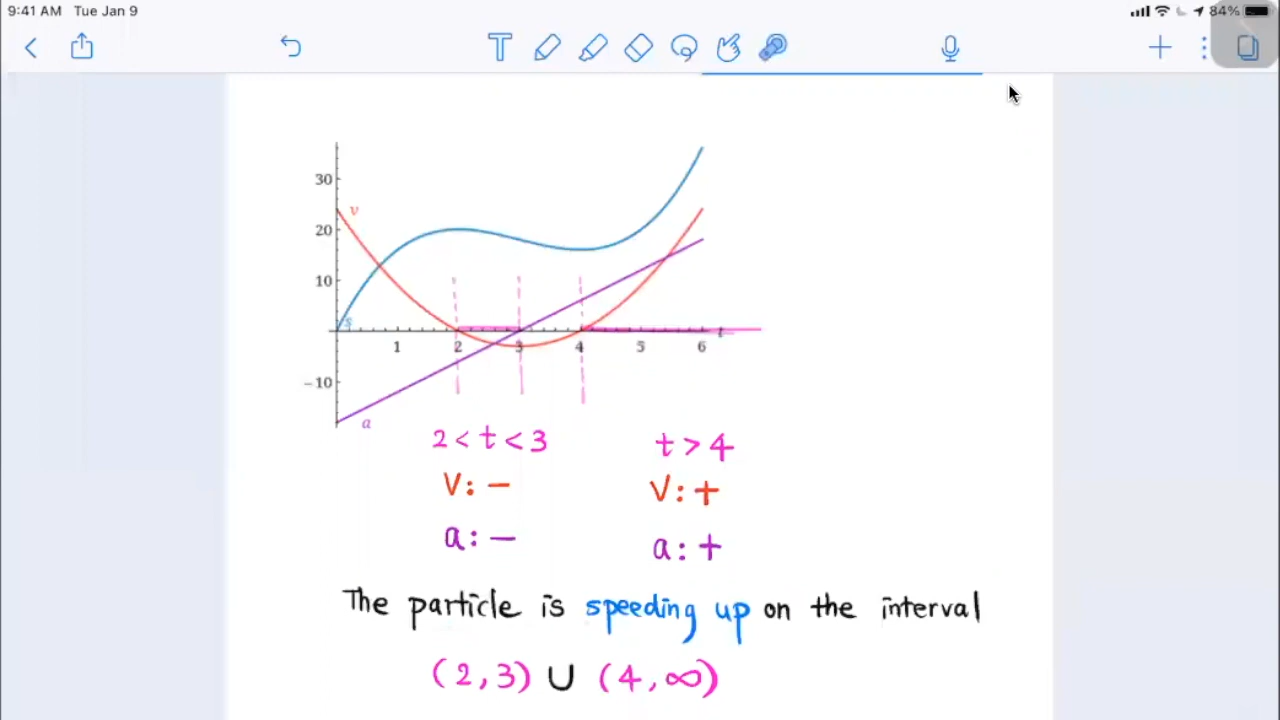 9:41 AM Tue Jan 9
84%
T
30
20
10
-10
v
s
a
t
1 2 3 4 5 6
2 < t < 3 t > 4
V: − V: +
a: − a: +
The particle is speeding up on the interval
(2,3) ∪ (4,∞)